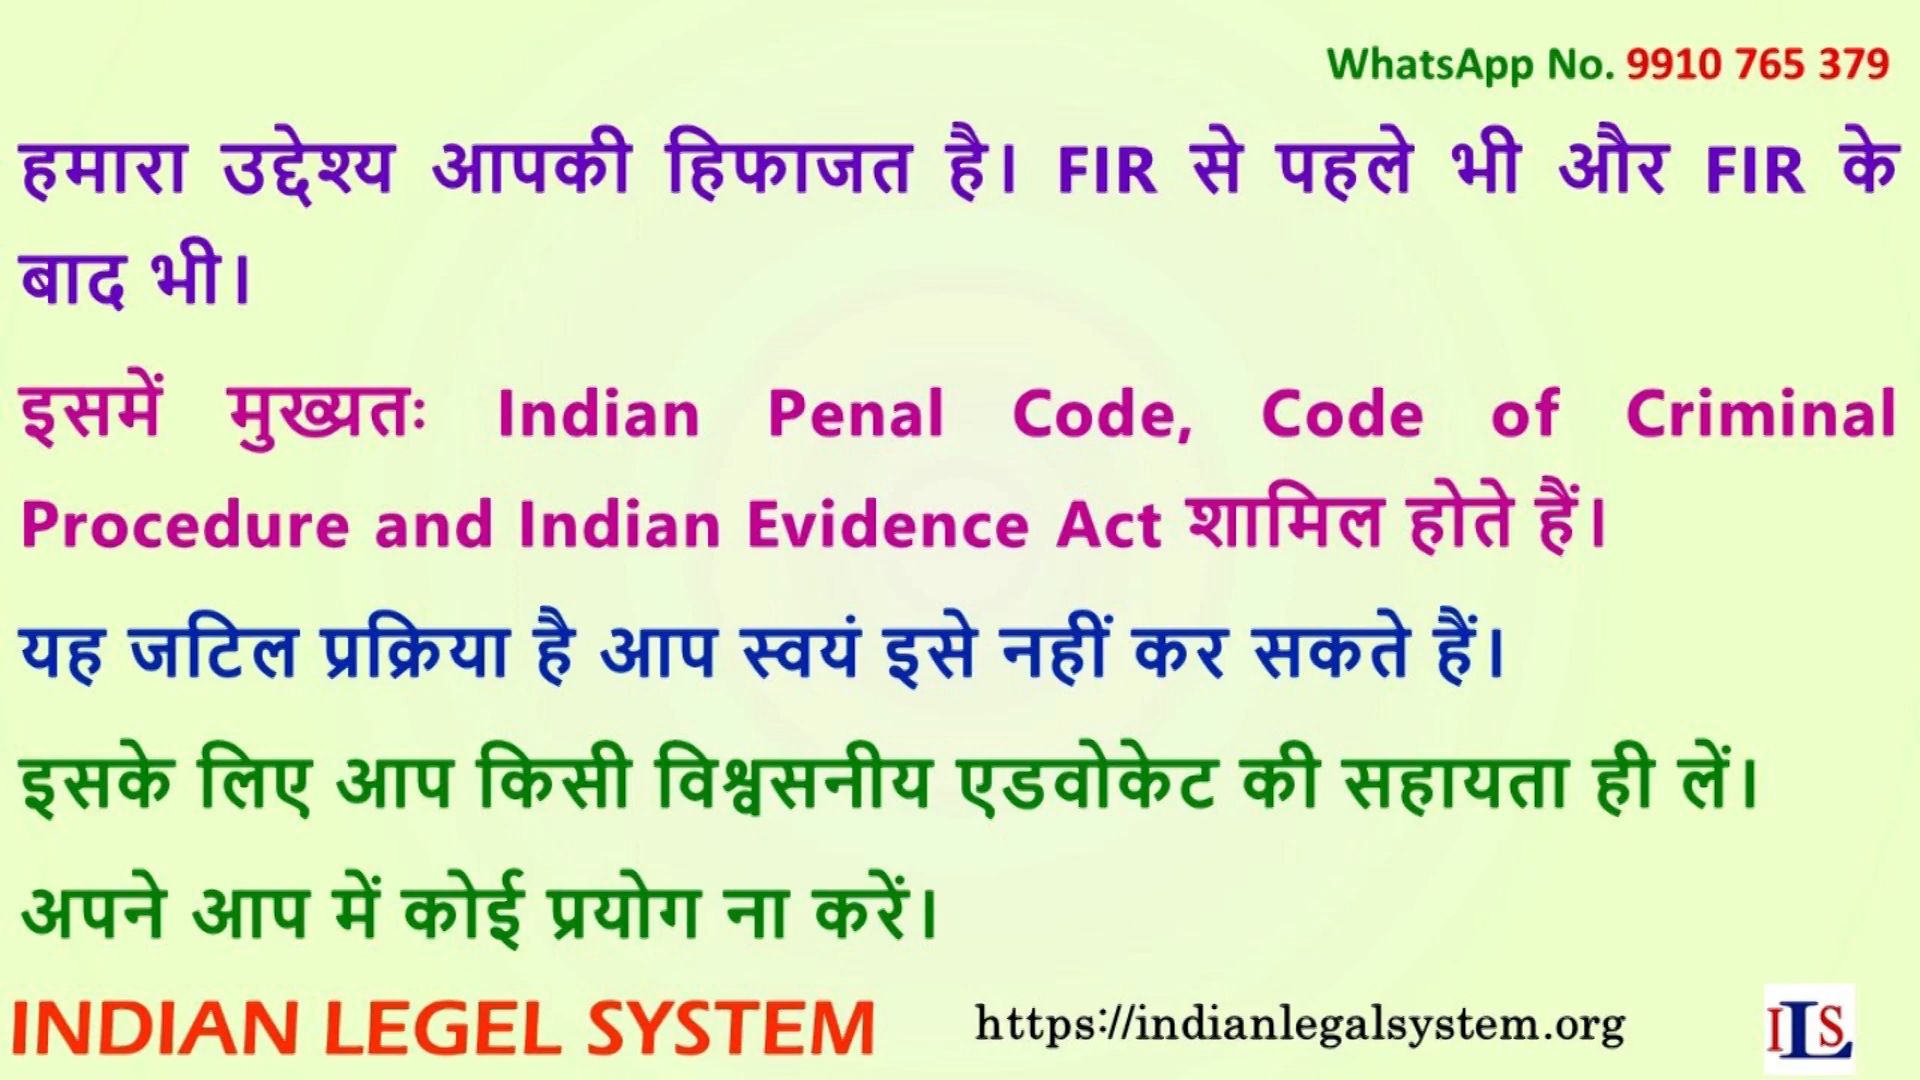 WhatsApp No. 9910 765 379
हमारा उद्देश्य आपकी हिफाजत है। FIR से पहले भी और FIR के
बाद भी।
इसमें मुख्यतः Indian Penal Code, Code of Criminal
Procedure and Indian Evidence Act शामिल होते हैं।
यह जटिल प्रक्रिया है आप स्वयं इसे नहीं कर सकते हैं।
इसके लिए आप किसी विश्वसनीय एडवोकेट की सहायता ही लें।
अपने आप में कोई प्रयोग ना करें।
INDIAN LEGEL SYSTEM
https://indianlegalsystem.org
ILS